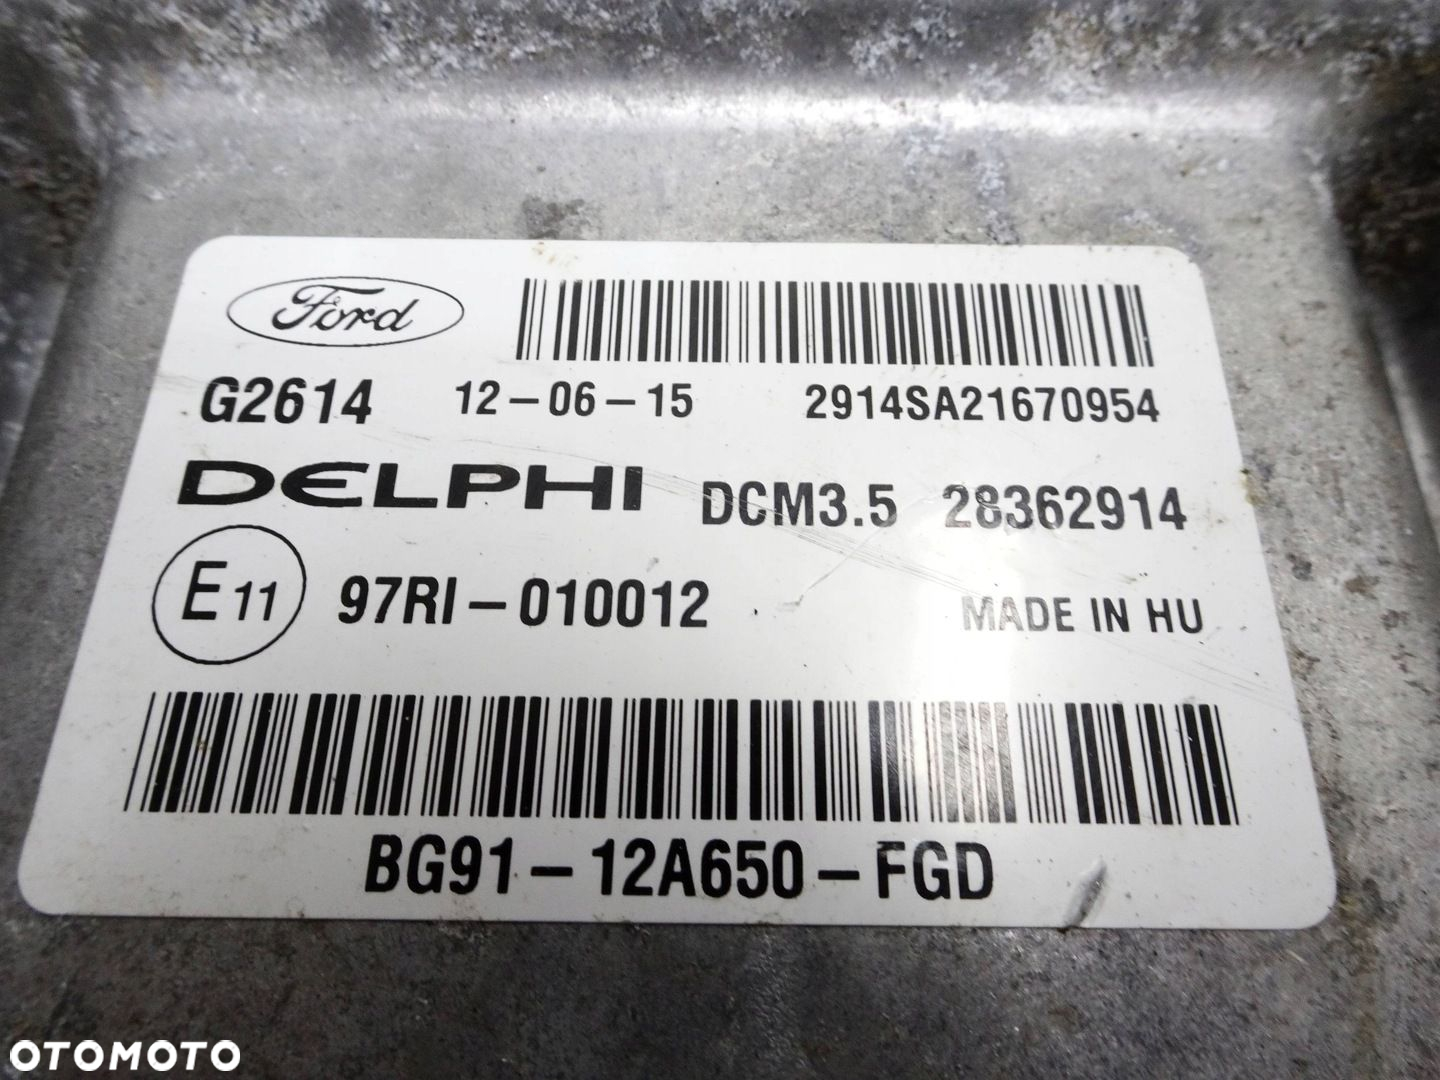 Ford
G2614 12-06-15 2914SA21670954
DELPHI DCM3.5 28362914
E11 97RI-010012 MADE IN HU
BG91-12A650-FGD
OTOMOTO